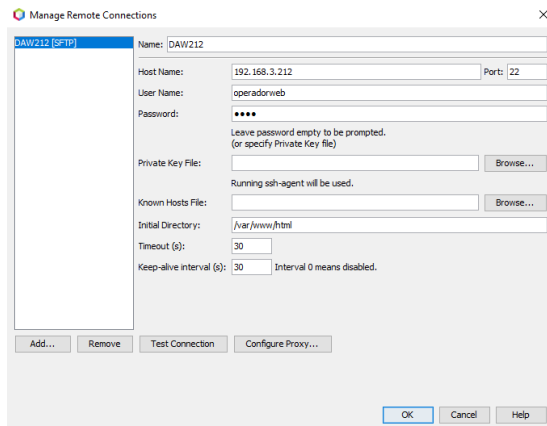 Manage Remote Connections
DAW212 [SFTP]
Name: DAW212
Host Name: 192.168.3.212 Port: 22
User Name: operadorweb
Password: ••••
Leave password empty to be prompted.
(or specify Private Key file)
Private Key File: Browse...
Running ssh-agent will be used.
Known Hosts File: Browse...
Initial Directory: /var/www/html
Timeout (s): 30
Keep-alive interval (s): 30 Interval 0 means disabled.
Add... Remove Test Connection Configure Proxy...
OK Cancel Help